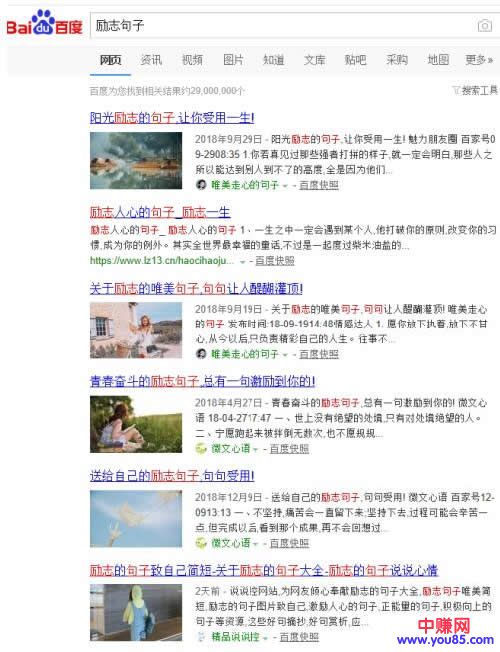 Bai du 百度
励志句子
网页 资讯 视频 图片 知道 文库 贴吧 采购 地图 更多»
百度为您找到相关结果约29,000,000个 搜索工具
阳光励志的句子,让你受用一生!
2018年9月29日 - 阳光励志的句子,让你受用一生! 魅力朋友圈 百家号0
9-2908:35 1.你若真见过那些强者打拼的样子,就一定会明白,那些人之
所以能达到别人到不了的高度,全是因为他们...
唯美走心的句子 - 百度快照
励志人心的句子_励志一生
励志人心的句子_ 励志人心的句子 1、一生之中一定会遇到某个人,他打破你的原则,改变你的习
惯,成为你的例外。其实全世界最幸福的童话,不过是一起度过柴米油盐的...
https://www.lz13.cn/haocihaoju... - 百度快照
关于励志的唯美句子,句句让人醍醐灌顶!
2018年9月19日 - 关于励志的唯美句子,句句让人醍醐灌顶! 唯美走心
的句子 发布时间:18-09-1914:48情感达人 1. 愿你放下执着,放下不甘
心,从今以后,只负责精彩自己的人生。往事不...
唯美走心的句子 - 百度快照
青春奋斗的励志句子,总有一句激励到你的!
2018年4月27日 - 青春奋斗的励志句子,总有一句激励到你的! 微文心
语 18-04-2717:47 一、世上没有绝望的处境,只有对处境绝望的人。
二、宁愿跑起来被拌倒无数次,也不愿规规...
微文心语 - 百度快照
送给自己的励志句子,句句受用!
2018年12月9日 - 送给自己的励志句子,句句受用! 微文心语 百家号12-
0913:13 一、不坚持,痛苦会一直留下来;坚持下去,过程可能会辛苦一
点,但完成以后,看到那个成果,再不会回想过...
微文心语 - 百度快照
励志的句子致自己简短-关于励志的句子大全-励志的句子说说心情
2天前 - 说说控网站,为网友倾心奉献励志的句子大全,励志句子唯美简
短,励志的句子图片致自己,激励人心的句子,正能量的句子,积极向上的
句子等资源,这些好句摘抄,好句赏析,应...
精品说说控 - 百度快照
中赚网
www.you85.com